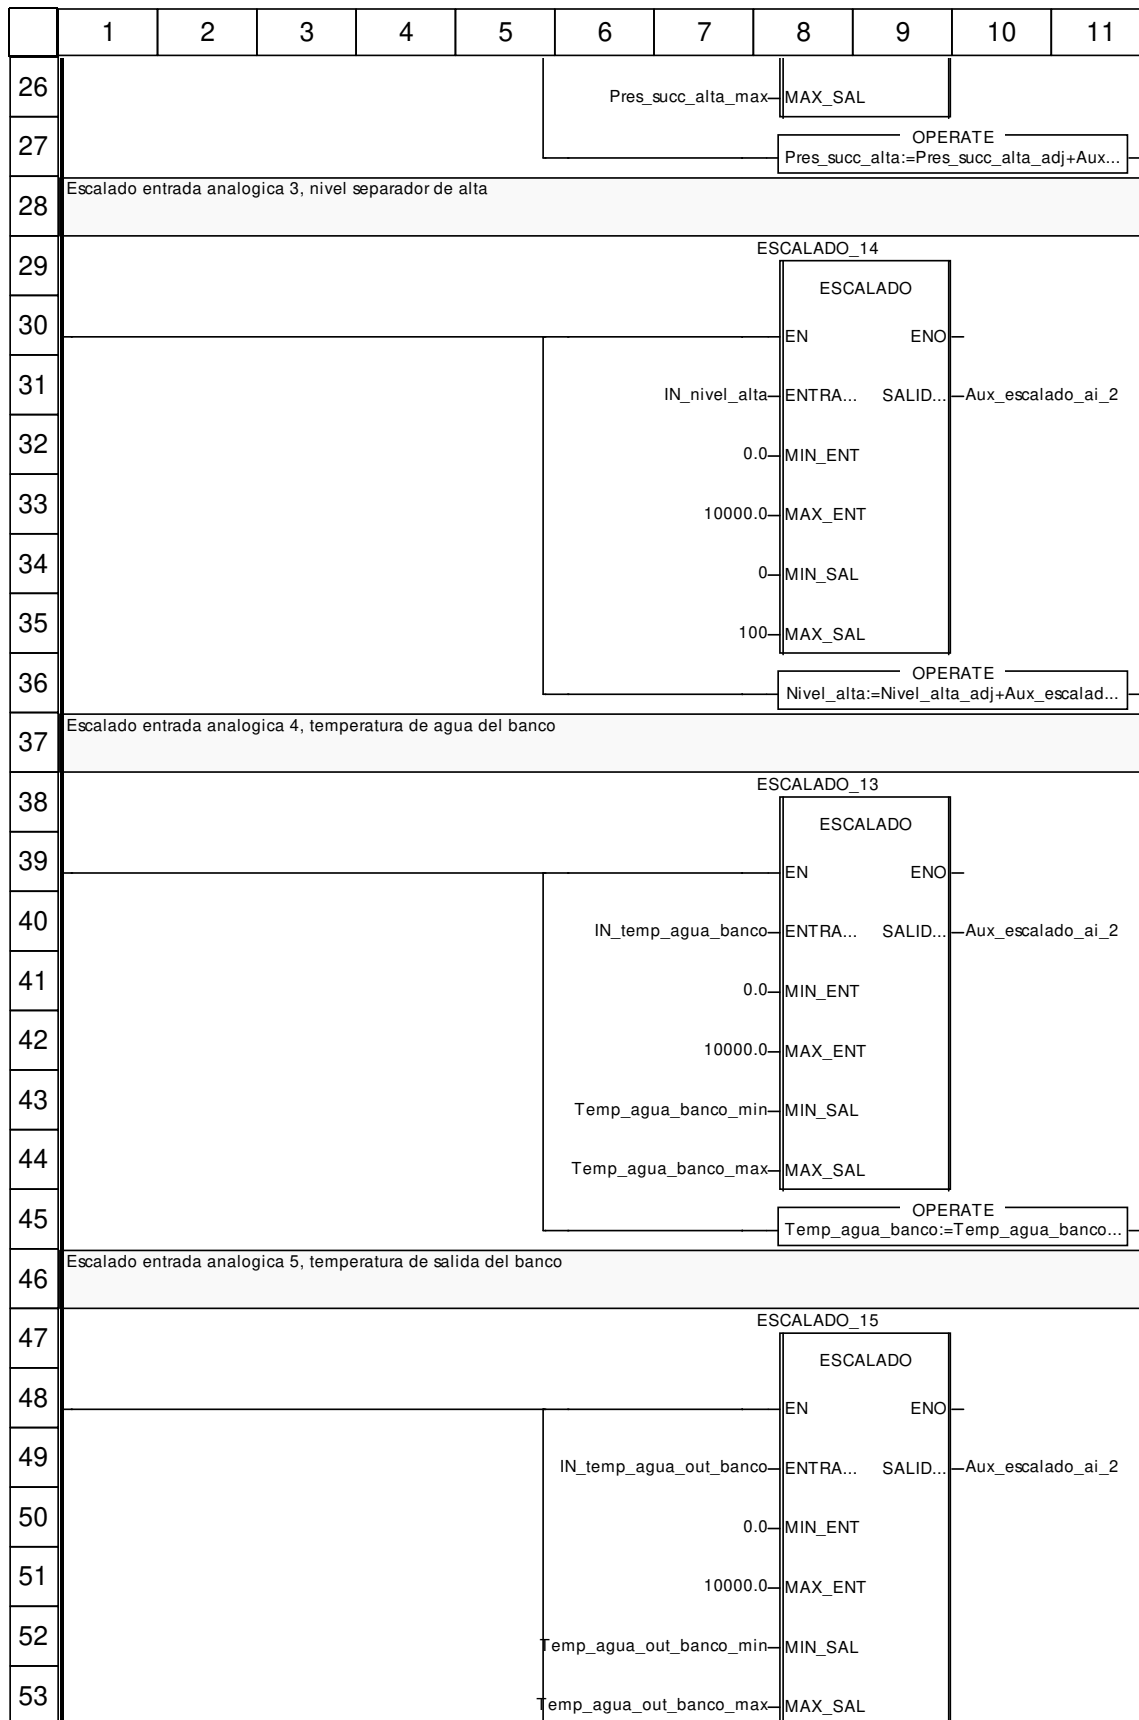 1 2 3 4 5 6 7 8 9 10 11
26
Pres_succ_alta_max MAX_SAL
27
OPERATE
Pres_succ_alta:=Pres_succ_alta_adj+Aux...
28
Escalado entrada analogica 3, nivel separador de alta
29
ESCALADO_14
ESCALADO
30
EN ENO
31
IN_nivel_alta ENTRA... SALID... Aux_escalado_ai_2
32
0.0 MIN_ENT
33
10000.0 MAX_ENT
34
0 MIN_SAL
35
100 MAX_SAL
36
OPERATE
Nivel_alta:=Nivel_alta_adj+Aux_escalad...
37
Escalado entrada analogica 4, temperatura de agua del banco
38
ESCALADO_13
ESCALADO
39
EN ENO
40
IN_temp_agua_banco ENTRA... SALID... Aux_escalado_ai_2
41
0.0 MIN_ENT
42
10000.0 MAX_ENT
43
Temp_agua_banco_min MIN_SAL
44
Temp_agua_banco_max MAX_SAL
45
OPERATE
Temp_agua_banco:=Temp_agua_banco...
46
Escalado entrada analogica 5, temperatura de salida del banco
47
ESCALADO_15
ESCALADO
48
EN ENO
49
IN_temp_agua_out_banco ENTRA... SALID... Aux_escalado_ai_2
50
0.0 MIN_ENT
51
10000.0 MAX_ENT
52
Temp_agua_out_banco_min MIN_SAL
53
Temp_agua_out_banco_max MAX_SAL